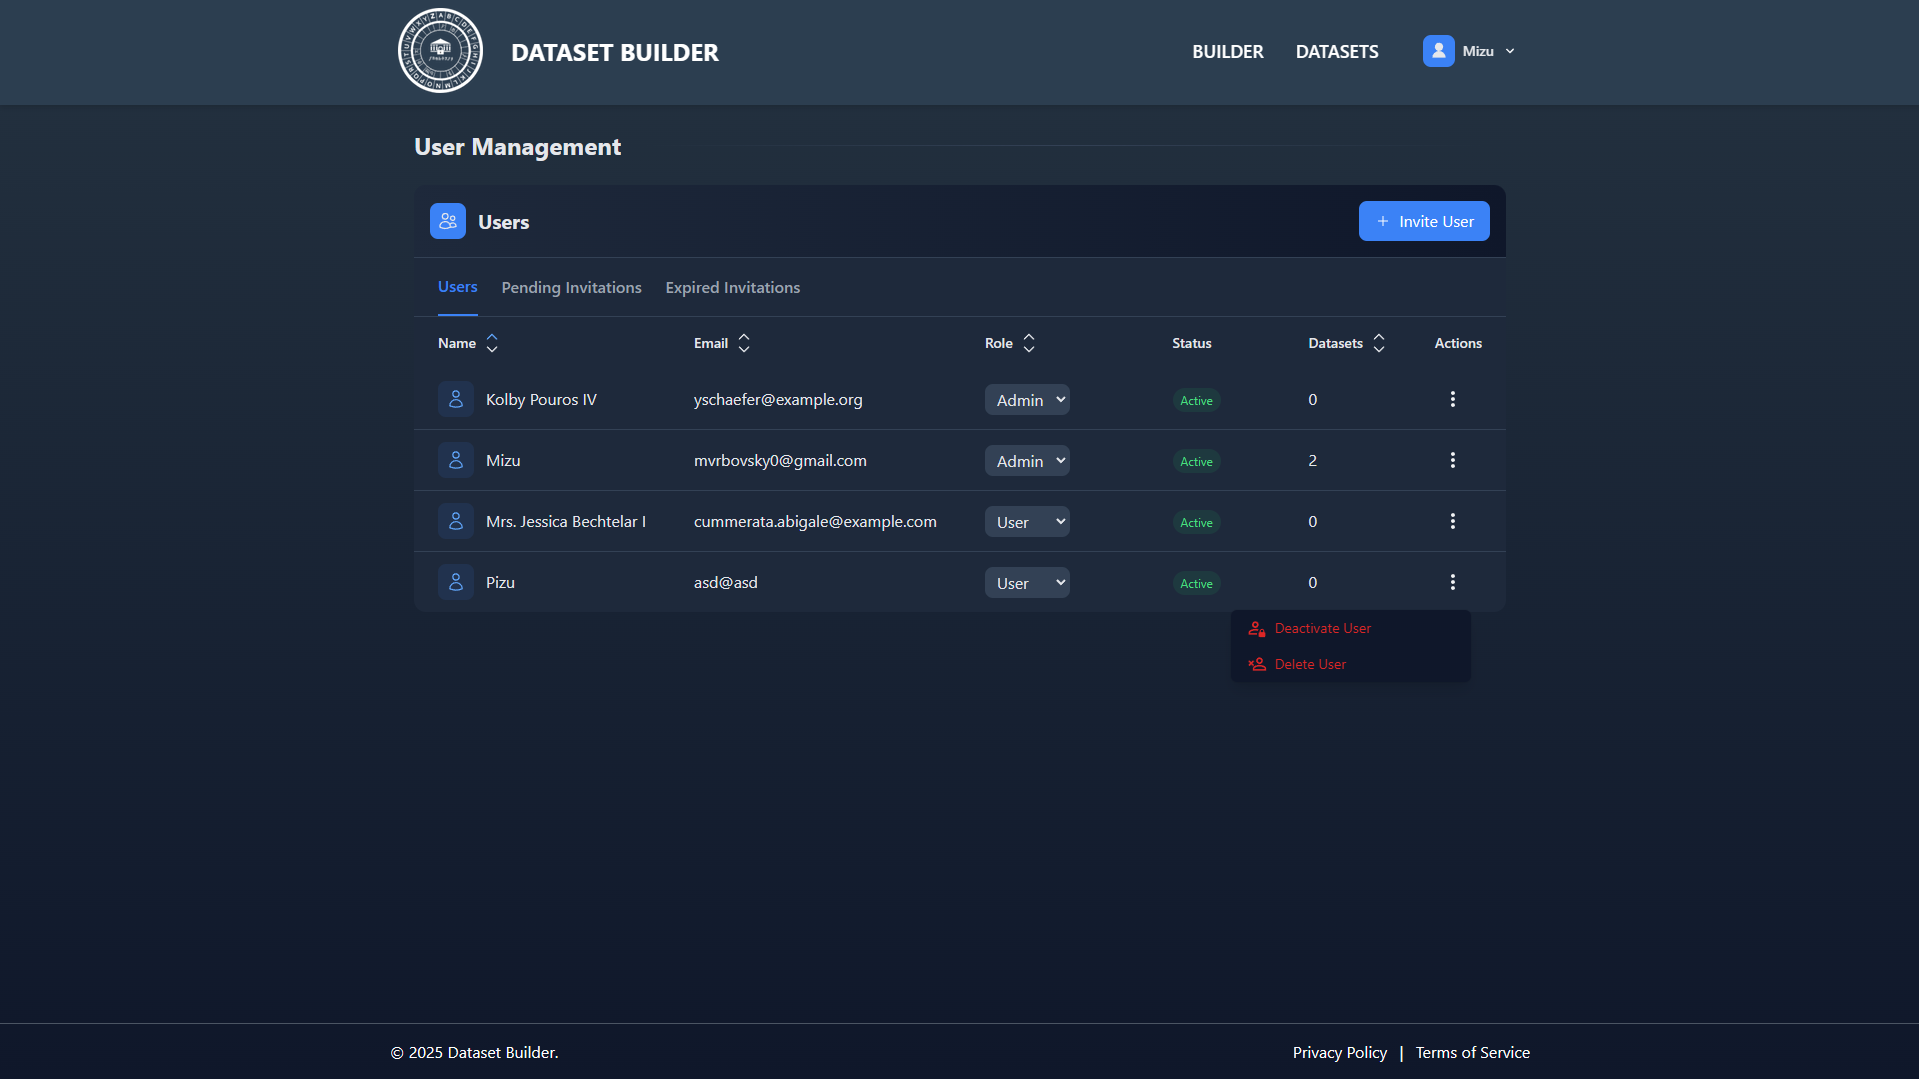 DATASET BUILDER
BUILDER
DATASETS
Mizu
User Management
Users
Invite User
Users
Pending Invitations
Expired Invitations
Name
Email
Role
Status
Datasets
Actions
Kolby Pouros IV
yschaefer@example.org
Admin
Active
0
Mizu
mvrbovsky0@gmail.com
Admin
Active
2
Mrs. Jessica Bechtelar I
cummerata.abigale@example.com
User
Active
0
Pizu
asd@asd
User
Active
0
Deactivate User
Delete User
© 2025 Dataset Builder.
Privacy Policy | Terms of Service